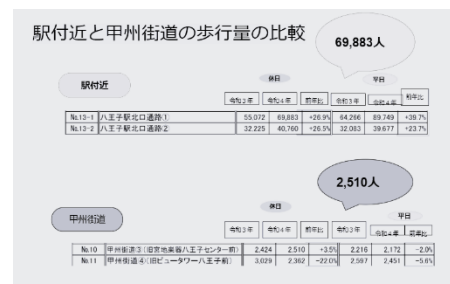 駅付近と甲州街道の歩行量の比較
69,883人
駅付近
休日 平日
令和3年 令和4年 前年比 令和3年 令和4年 前年比
No.13-1 八王子駅北口通路① 55,072 69,883 +26.9% 64,266 89,749 +39.7%
No.13-2 八王子駅北口通路② 32,225 40,760 +26.5% 32,083 39,677 +23.7%
2,510人
甲州街道
休日 平日
令和3年 令和4年 前年比 令和3年 令和4年 前年比
No.10 甲州街道③(旧宮地楽器八王子センター前) 2,424 2,510 +3.5% 2,216 2,172 -2.0%
No.11 甲州街道④(旧ビュータワー八王子前) 3,029 2,362 -22.0% 2,597 2,451 -5.6%